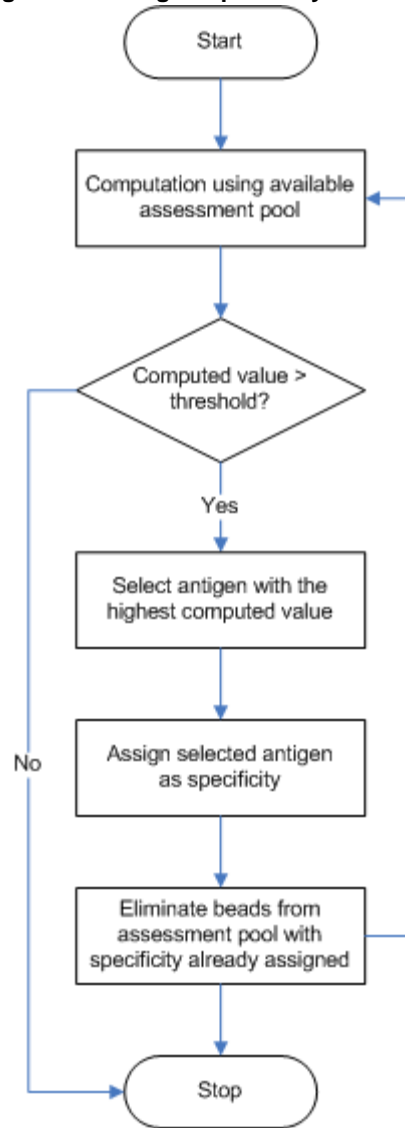 Start
Computation using available
assessment pool
Computed value >
threshold?
Yes
Select antigen with the
highest computed value
No
Assign selected antigen
as specificity
Eliminate beads from
assessment pool with
specificity already assigned
Stop